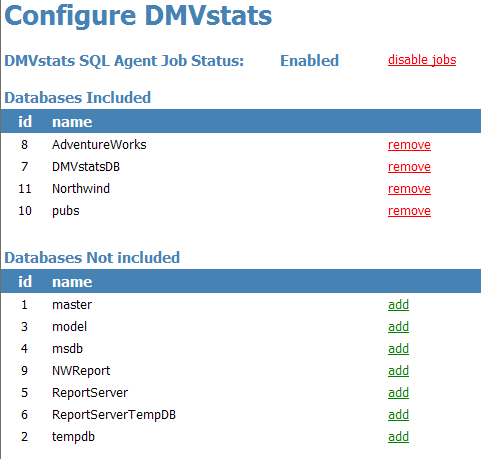 Configure DMVstats
DMVstats SQL Agent Job Status: Enabled disable jobs
Databases Included
id name
8 AdventureWorks remove
7 DMVstatsDB remove
11 Northwind remove
10 pubs remove
Databases Not included
id name
1 master add
3 model add
4 msdb add
9 NWReport add
5 ReportServer add
6 ReportServerTempDB add
2 tempdb add